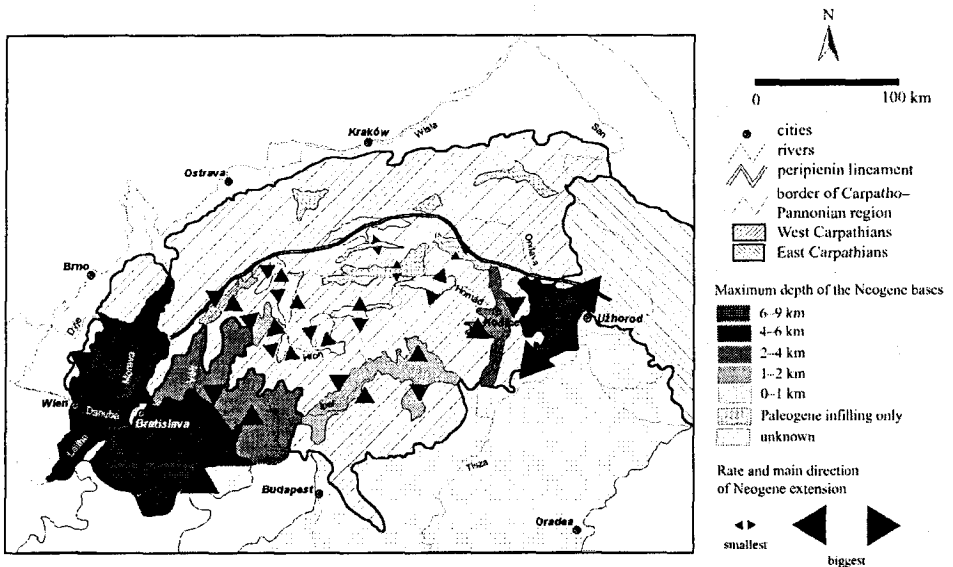 N
0 100 km
cities
rivers
peripienin lineament
border of Carpatho–
Pannonian region
West Carpathians
East Carpathians
Maximum depth of the Neogene bases
6–9 km
4–6 km
2–4 km
1–2 km
0–1 km
Paleogene infilling only
unknown
Rate and main direction
of Neogene extension
smallest
biggest
Kraków
Wisla
San
Ostrava
Brno
Dyje
Ondava
Hornád
Užhorod
Morava
Váh
Hron
Wien
Danube
Bratislava
Leitha
Budapest
Thiza
Oradea